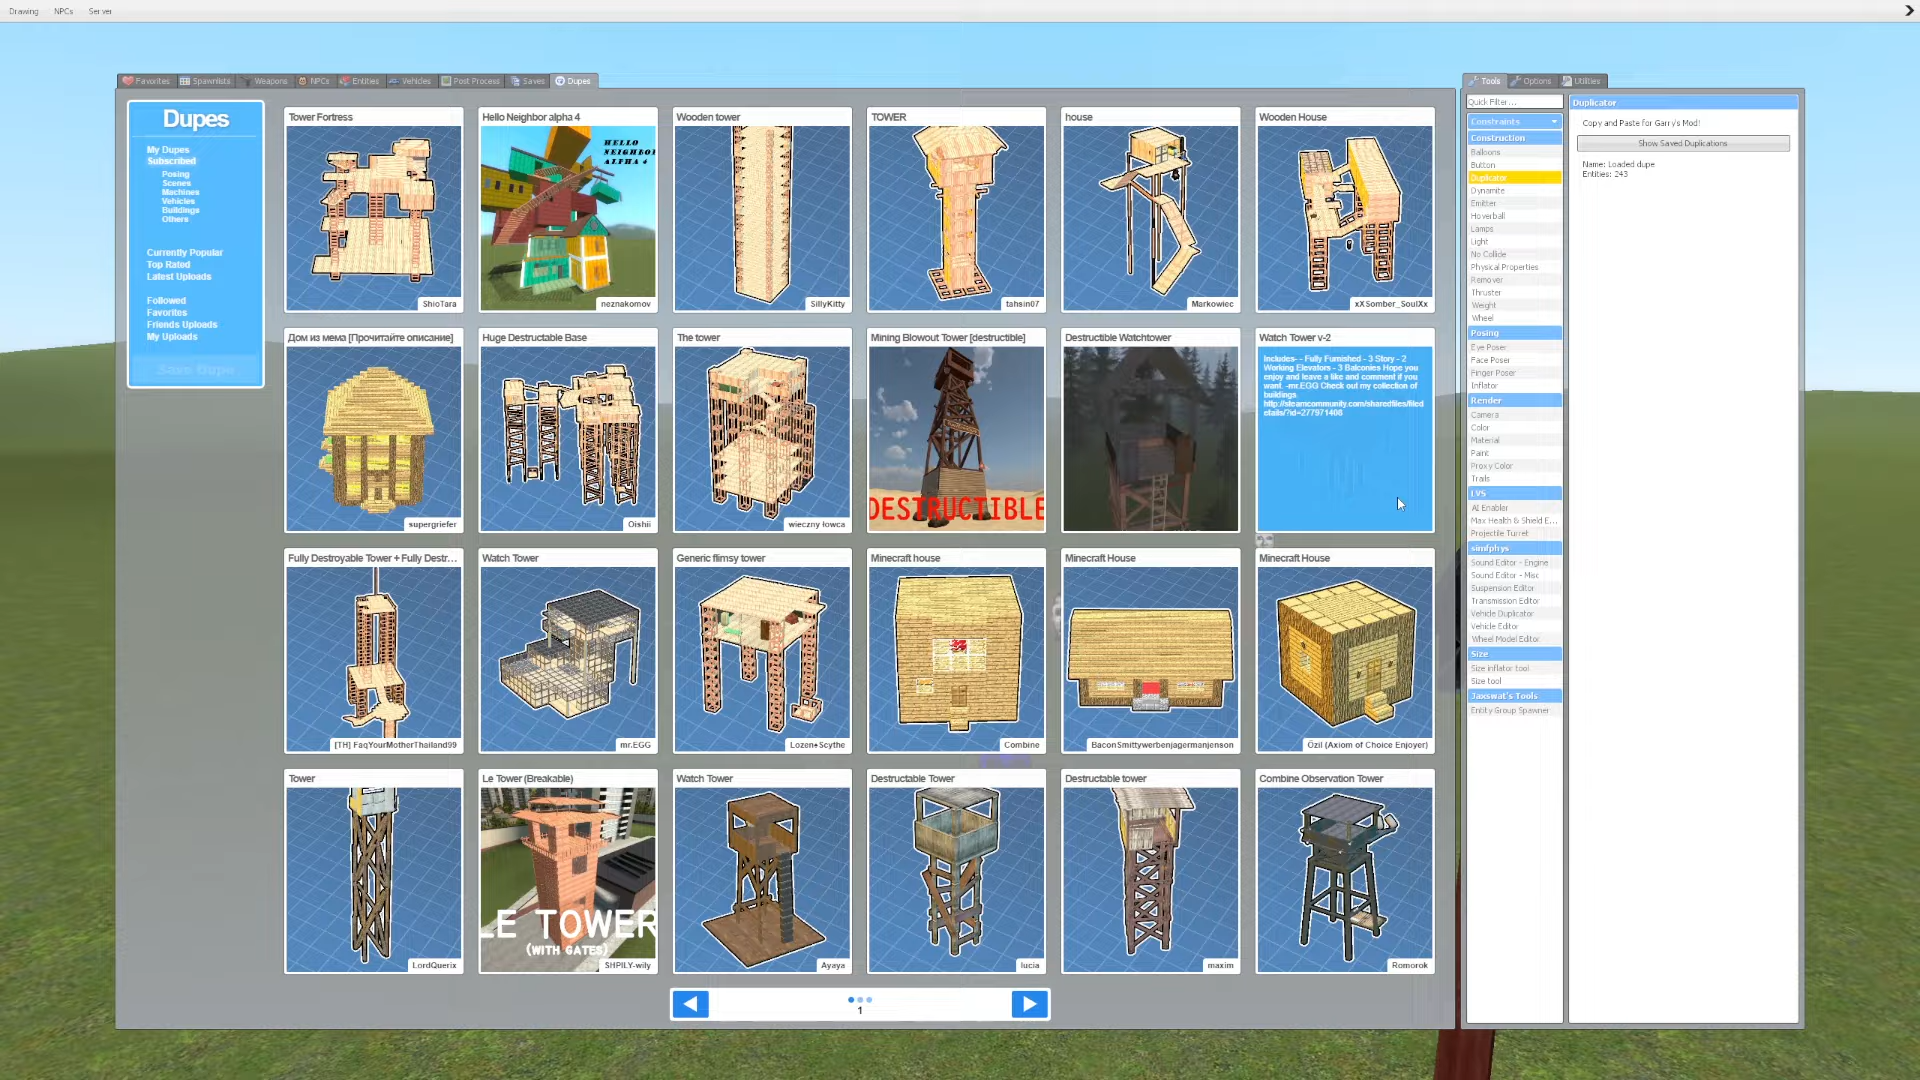 Drawing NPCs Server
Favorites Spawnlists Weapons NPCs Entities Vehicles Post Process Saves Dupes
Dupes
My Dupes
Subscribed
Posing
Scenes
Machines
Vehicles
Buildings
Others
Currently Popular
Top Rated
Latest Uploads
Followed
Favorites
Friends Uploads
My Uploads
Save Dupe
Tower Fortress
ShioTara
Hello Neighbor alpha 4
HELLO
NEIGHBOR
ALPHA 4
neznakomov
Wooden tower
SillyKitty
TOWER
tahsin07
house
Markowiec
Wooden House
xXSomber_SoulXx
Дом из мема [Прочитайте описание]
supergriefer
Huge Destructable Base
Oishii
The tower
wieczny łowca
Mining Blowout Tower [destructible]
DESTRUCTIBLE
Destructible Watchtower
Watch Tower v-2
Includes- - Fully Furnished - 3 Story - 2
Working Elevators - 3 Balconies Hope you
enjoy and leave a like and comment if you
want. -mr.EGG Check out my collection of
buildings
http://steamcommunity.com/sharedfiles/filed
etails/?id=277971408
Fully Destroyable Tower + Fully Destr...
[TH] FaqYourMotherThailand99
Watch Tower
mr.EGG
Generic flimsy tower
Lozen+Scythe
Minecraft house
Combine
Minecraft House
BaconSmittywerbenjagermanjenson
Minecraft House
Özil (Axiom of Choice Enjoyer)
Tower
LordQuerix
Le Tower (Breakable)
LE TOWER
(WITH GATES)
SHPILY-wily
Watch Tower
Ayaya
Destructable Tower
lucia
Destructable tower
maxim
Combine Observation Tower
Romorok
1
Tools Options Utilities
Quick Filter...
Constraints
Construction
Balloons
Button
Duplicator
Dynamite
Emitter
Hoverball
Lamps
Light
No Collide
Physical Properties
Remover
Thruster
Weight
Wheel
Posing
Eye Poser
Face Poser
Finger Poser
Inflator
Render
Camera
Color
Material
Paint
Proxy Color
Trails
LVS
AI Enabler
Max Health & Shield E...
Projectile Turret
simfphys
Sound Editor - Engine
Sound Editor - Misc
Suspension Editor
Transmission Editor
Vehicle Duplicator
Vehicle Editor
Wheel Model Editor
Size
Size inflator tool
Size tool
Jaxswat's Tools
Entity Group Spawner
Duplicator
Copy and Paste for Garry's Mod!
Show Saved Duplications
Name: Loaded dupe
Entities: 243